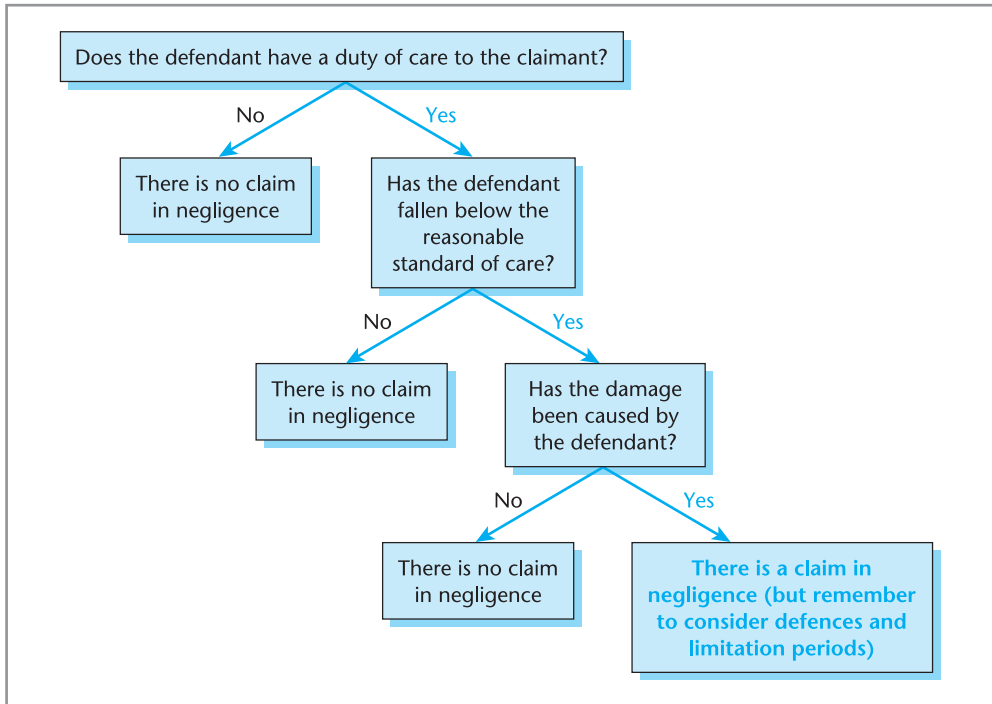 Does the defendant have a duty of care to the claimant?
No
Yes
There is no claim
in negligence
Has the defendant
fallen below the
reasonable
standard of care?
No
Yes
There is no claim
in negligence
Has the damage
been caused by
the defendant?
No
Yes
There is no claim
in negligence
There is a claim in
negligence (but remember
to consider defences and
limitation periods)